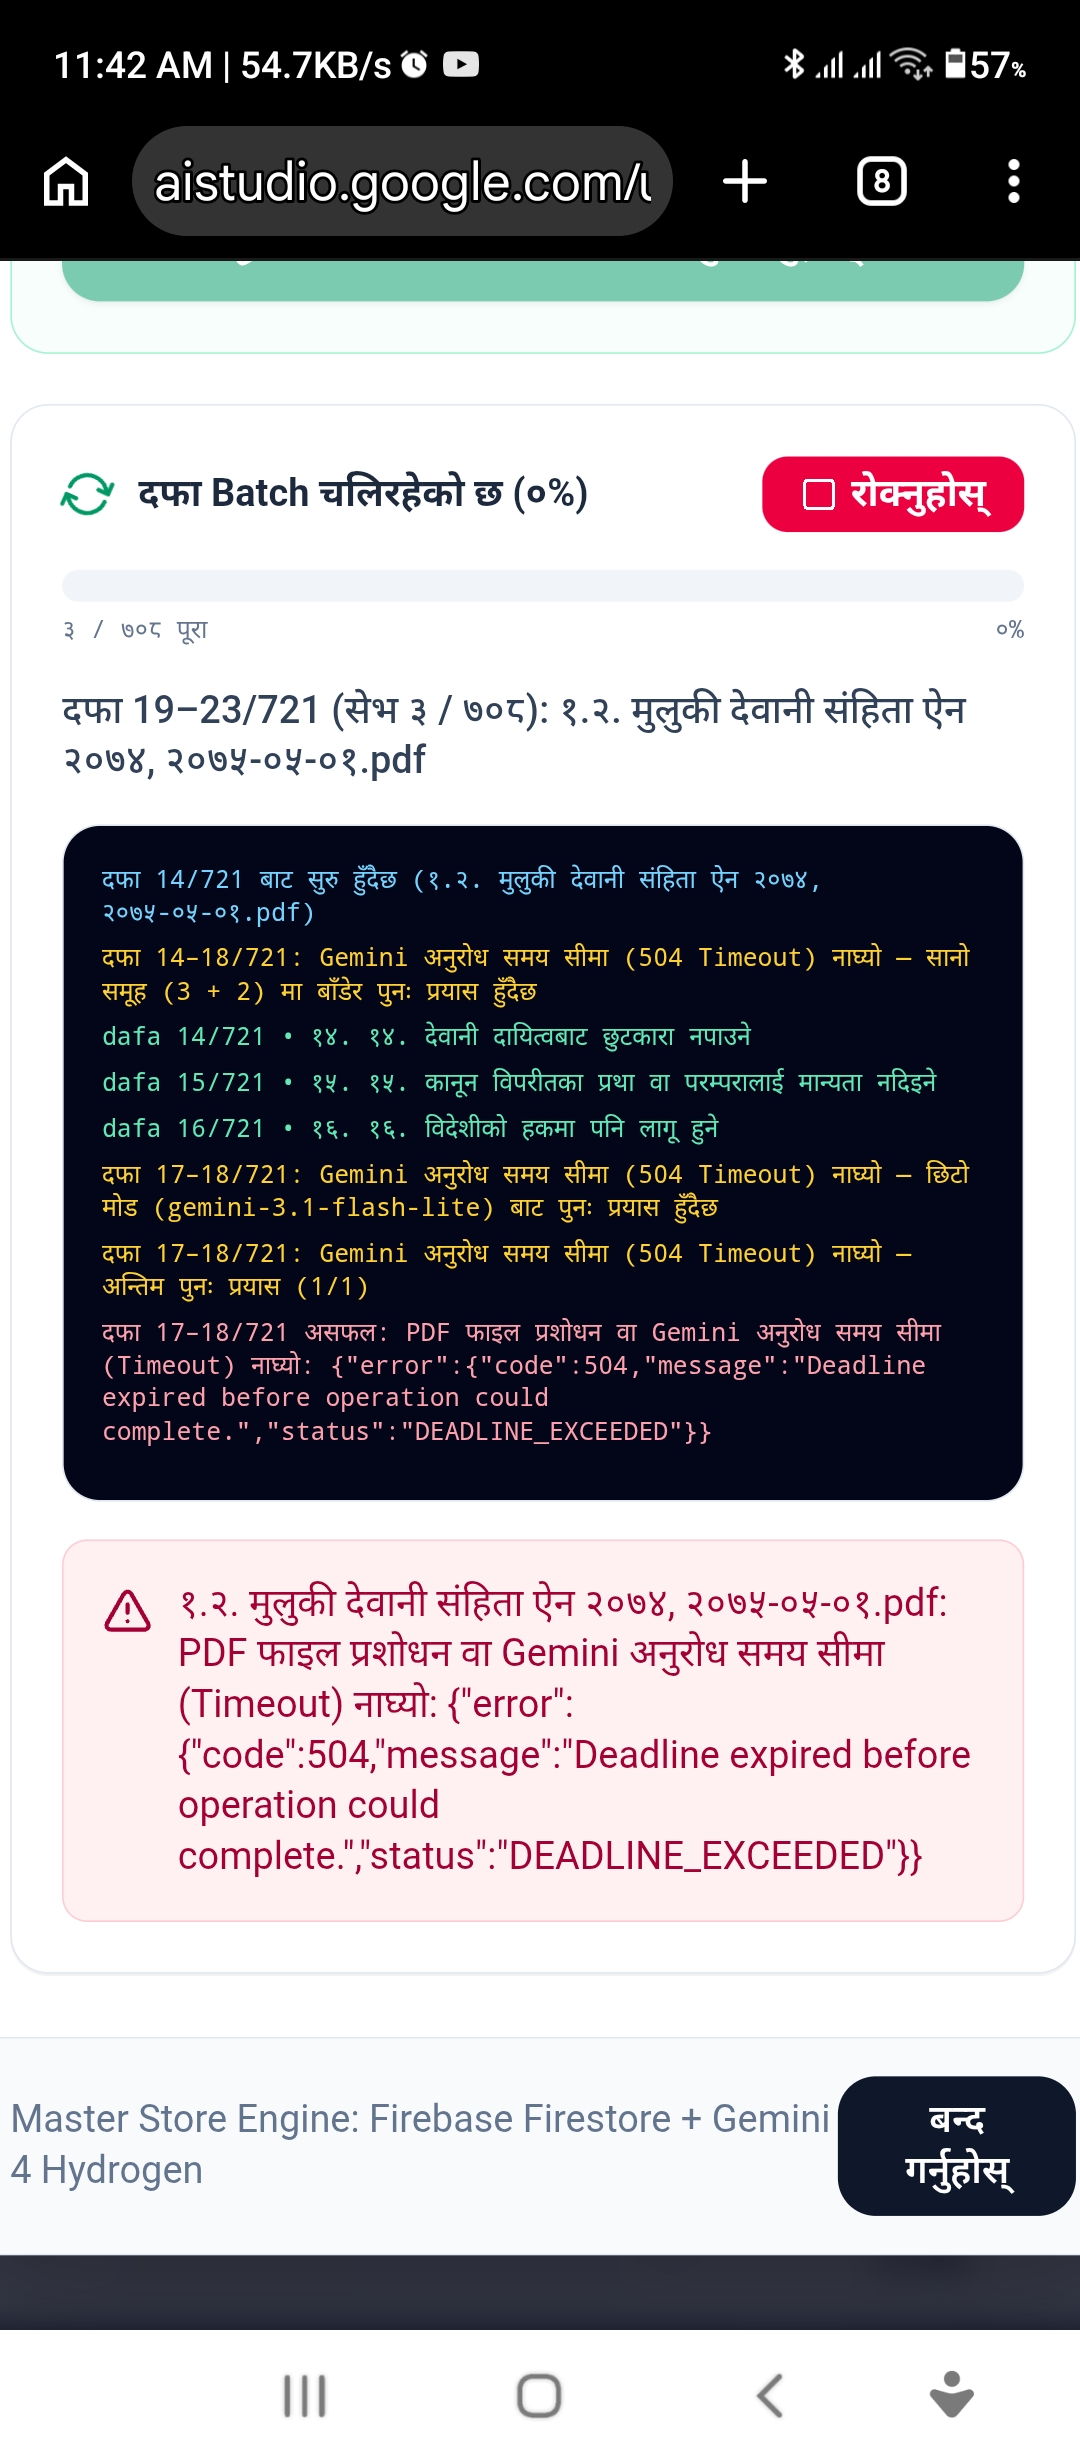 11:42 AM | 54.7KB/s
57%
aistudio.google.com/u
8
दफा Batch चलिरहेको छ (०%)
रोक्नुहोस्
३ / ७०८ पूरा
०%
दफा 19–23/721 (सेभ ३ / ७०८): १.२. मुलुकी देवानी संहिता ऐन
२०७४, २०७५-०५-०१.pdf
दफा 14/721 बाट सुरु हुँदैछ (१.२. मुलुकी देवानी संहिता ऐन २०७४,
२०७५-०५-०१.pdf)
दफा 14–18/721: Gemini अनुरोध समय सीमा (504 Timeout) नाघ्यो — सानो
समूह (3 + 2) मा बाँडेर पुनः प्रयास हुँदैछ
dafa 14/721 • १४. १४. देवानी दायित्वबाट छुटकारा नपाउने
dafa 15/721 • १५. १५. कानून विपरीतका प्रथा वा परम्परालाई मान्यता नदिइने
dafa 16/721 • १६. १६. विदेशीको हकमा पनि लागू हुने
दफा 17–18/721: Gemini अनुरोध समय सीमा (504 Timeout) नाघ्यो — छिटो
मोड (gemini-3.1-flash-lite) बाट पुनः प्रयास हुँदैछ
दफा 17–18/721: Gemini अनुरोध समय सीमा (504 Timeout) नाघ्यो —
अन्तिम पुनः प्रयास (1/1)
दफा 17–18/721 असफल: PDF फाइल प्रशोधन वा Gemini अनुरोध समय सीमा
(Timeout) नाघ्यो: {"error":{"code":504,"message":"Deadline
expired before operation could
complete.","status":"DEADLINE_EXCEEDED"}}
१.२. मुलुकी देवानी संहिता ऐन २०७४, २०७५-०५-०१.pdf:
PDF फाइल प्रशोधन वा Gemini अनुरोध समय सीमा
(Timeout) नाघ्यो: {"error":
{"code":504,"message":"Deadline expired before
operation could
complete.","status":"DEADLINE_EXCEEDED"}}
Master Store Engine: Firebase Firestore + Gemini
4 Hydrogen
बन्द
गर्नुहोस्